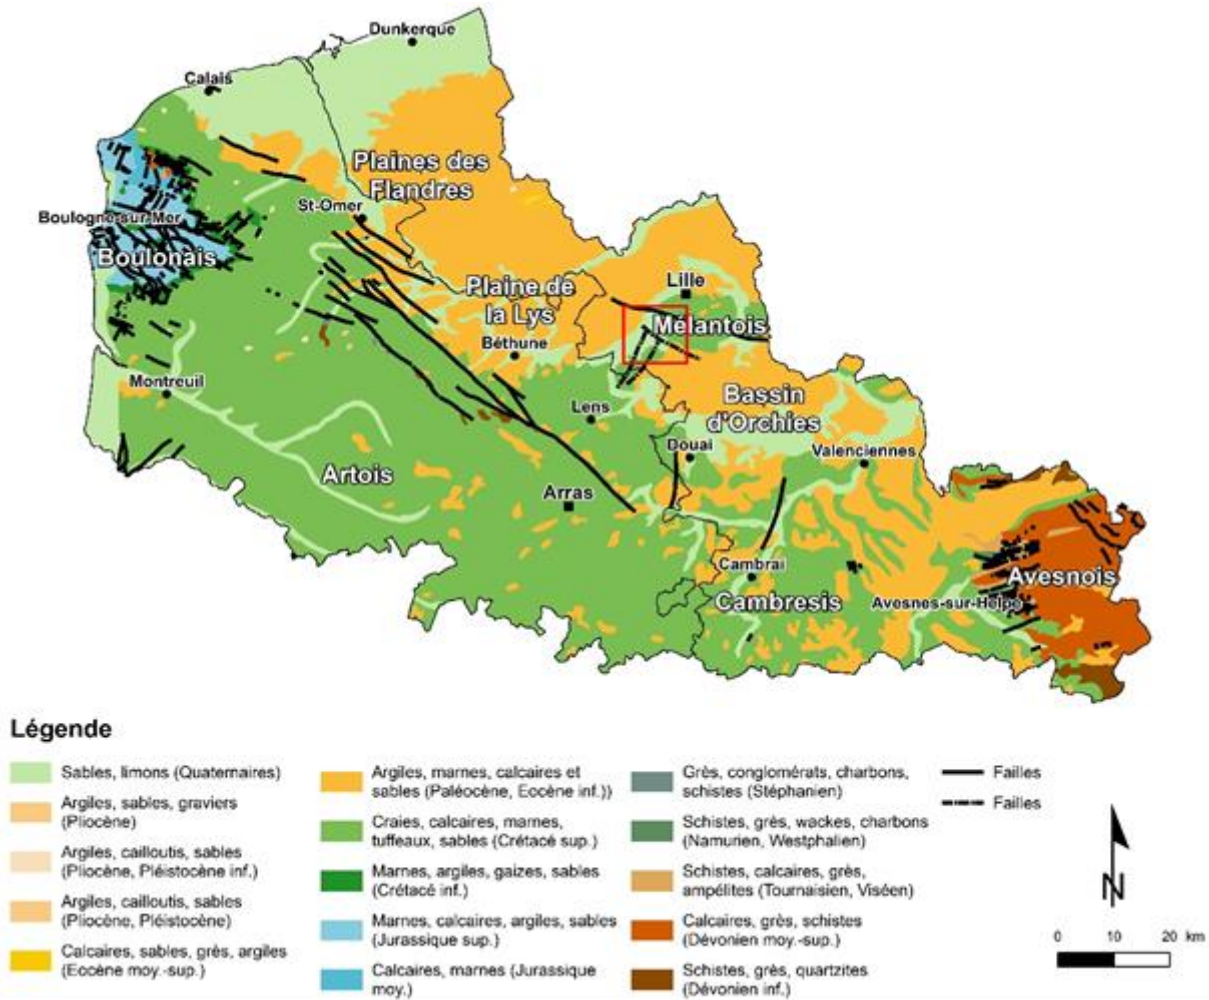 Dunkerque
Calais
Plaines des
Flandres
St-Omer
Boulogne-sur-Mer
Boulonais
Plaine de
la Lys
Lille
Mélantois
Béthune
Montreuil
Bassin
d'Orchies
Lens
Douai
Valenciennes
Artois
Arras
Cambrai
Avesnois
Cambresis
Avesnes-sur-Helpe
Légende
Sables, limons (Quaternaires)
Argiles, sables, graviers
(Pliocène)
Argiles, cailloutis, sables
(Pliocène, Pléistocène inf.)
Argiles, cailloutis, sables
(Pliocène, Pléistocène)
Calcaires, sables, grès, argiles
(Eocène moy.-sup.)
Argiles, marnes, calcaires et
sables (Paléocène, Eocène inf.))
Craies, calcaires, marnes,
tuffeaux, sables (Crétacé sup.)
Marnes, argiles, gaizes, sables
(Crétacé inf.)
Marnes, calcaires, argiles, sables
(Jurassique sup.)
Calcaires, marnes (Jurassique
moy.)
Grès, conglomérats, charbons,
schistes (Stéphanien)
Schistes, grès, wackes, charbons
(Namurien, Westphalien)
Schistes, calcaires, grès,
ampélites (Tournaisien, Viséen)
Calcaires, grès, schistes
(Dévonien moy.-sup.)
Schistes, grès, quartzites
(Dévonien inf.)
Failles
Failles
N
0 10 20 km